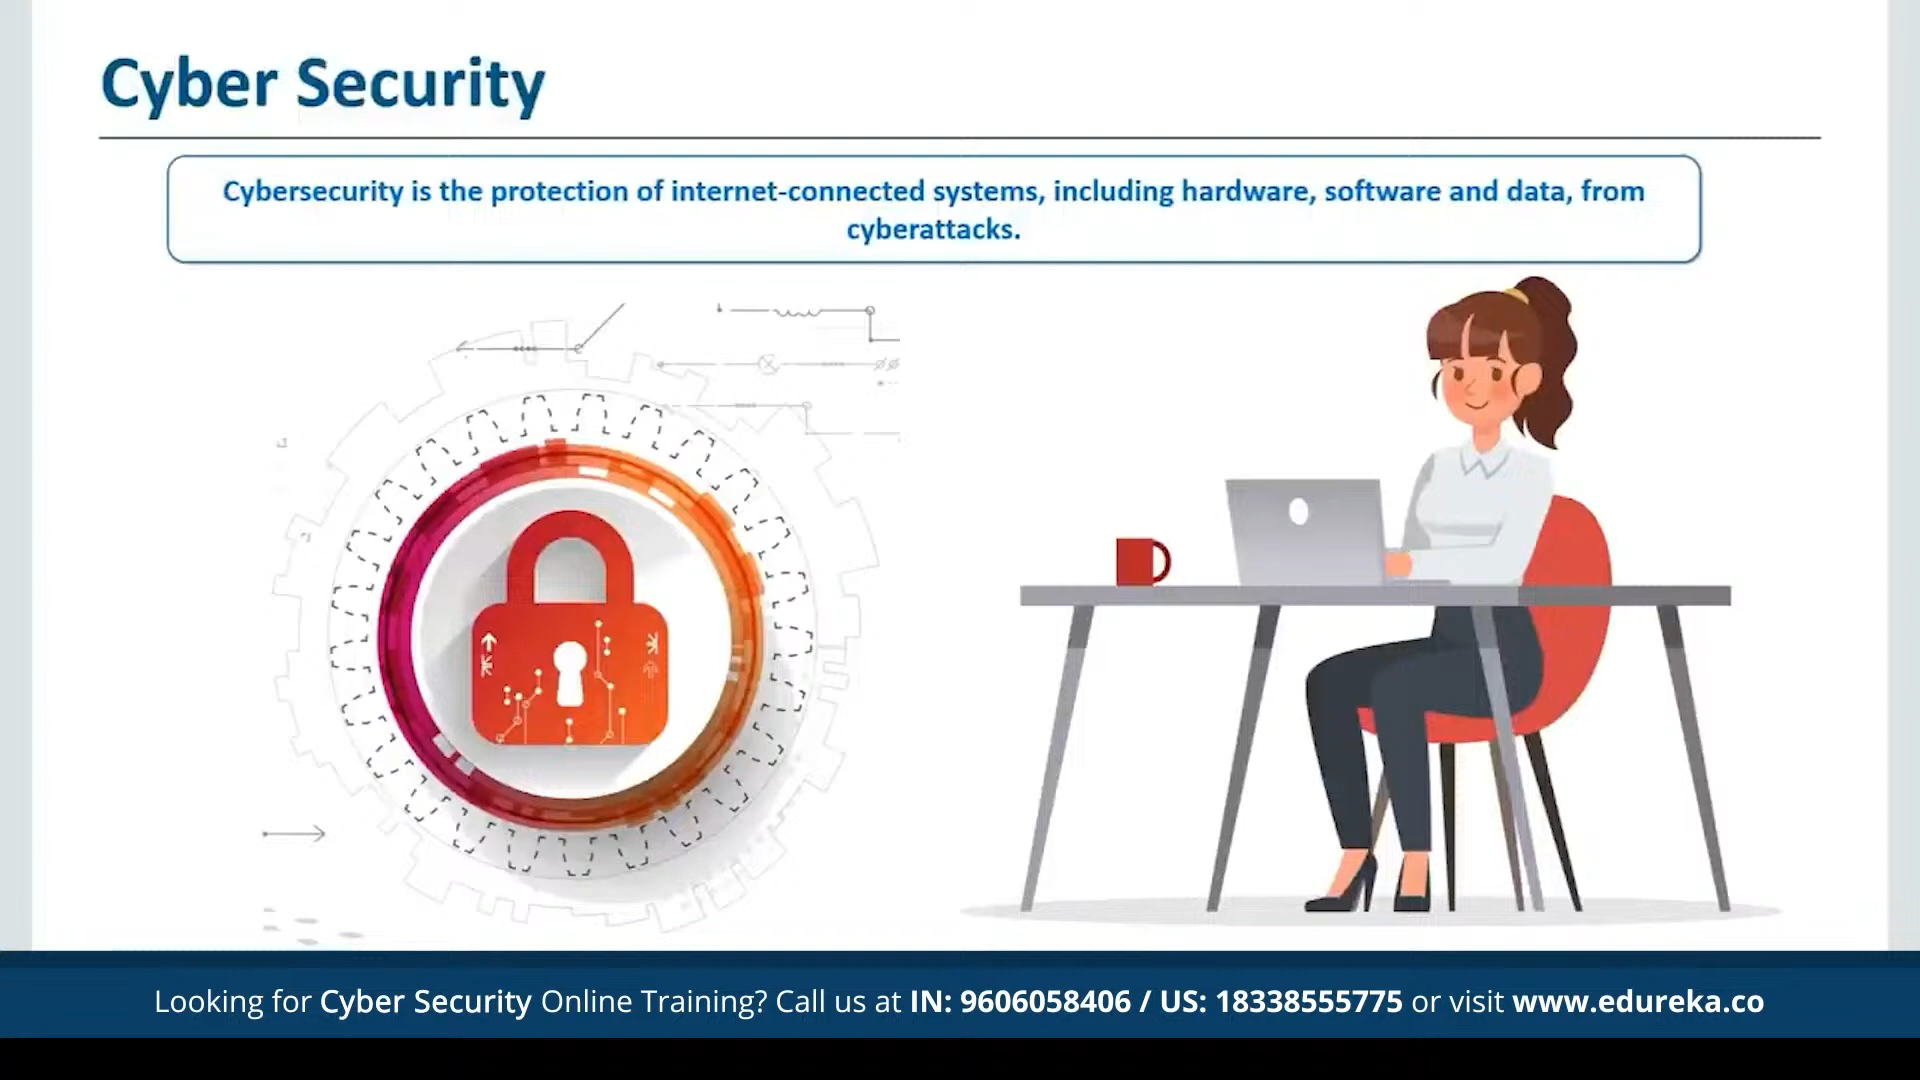 Cyber Security
Cybersecurity is the protection of internet-connected systems, including hardware, software and data, from
cyberattacks.
Looking for Cyber Security Online Training? Call us at IN: 9606058406 / US: 18338555775 or visit www.edureka.co